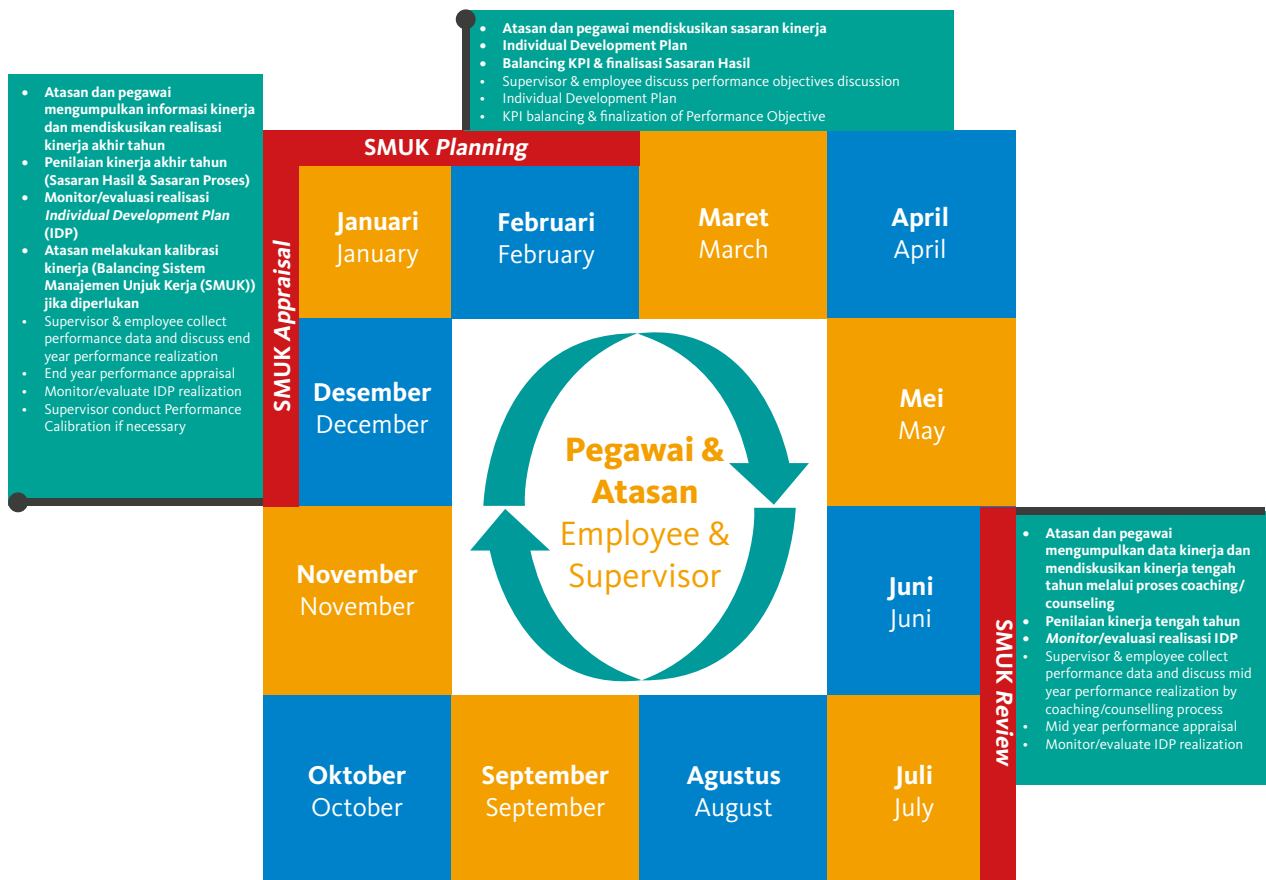 • Atasan dan pegawai mendiskusikan sasaran kinerja
• Individual Development Plan
• Balancing KPI & finalisasi Sasaran Hasil
• Supervisor & employee discuss performance objectives discussion
• Individual Development Plan
• KPI balancing & finalization of Performance Objective
• Atasan dan pegawai
mengumpulkan informasi kinerja
dan mendiskusikan realisasi
kinerja akhir tahun
• Penilaian kinerja akhir tahun
(Sasaran Hasil & Sasaran Proses)
• Monitor/evaluasi realisasi
Individual Development Plan
(IDP)
• Atasan melakukan kalibrasi
kinerja (Balancing Sistem
Manajemen Unjuk Kerja (SMUK))
jika diperlukan
• Supervisor & employee collect
performance data and discuss end
year performance realization
• End year performance appraisal
• Monitor/evaluate IDP realization
• Supervisor conduct Performance
Calibration if necessary
SMUK Planning
SMUK Appraisal
Januari
January
Februari
February
Maret
March
April
April
Desember
December
Mei
May
Pegawai &
Atasan
Employee &
Supervisor
November
November
Juni
Juni
SMUK Review
• Atasan dan pegawai
mengumpulkan data kinerja dan
mendiskusikan kinerja tengah
tahun melalui proses coaching/
counseling
• Penilaian kinerja tengah tahun
• Monitor/evaluasi realisasi IDP
• Supervisor & employee collect
performance data and discuss mid
year performance realization by
coaching/counselling process
• Mid year performance appraisal
• Monitor/evaluate IDP realization
Oktober
October
September
September
Agustus
August
Juli
July